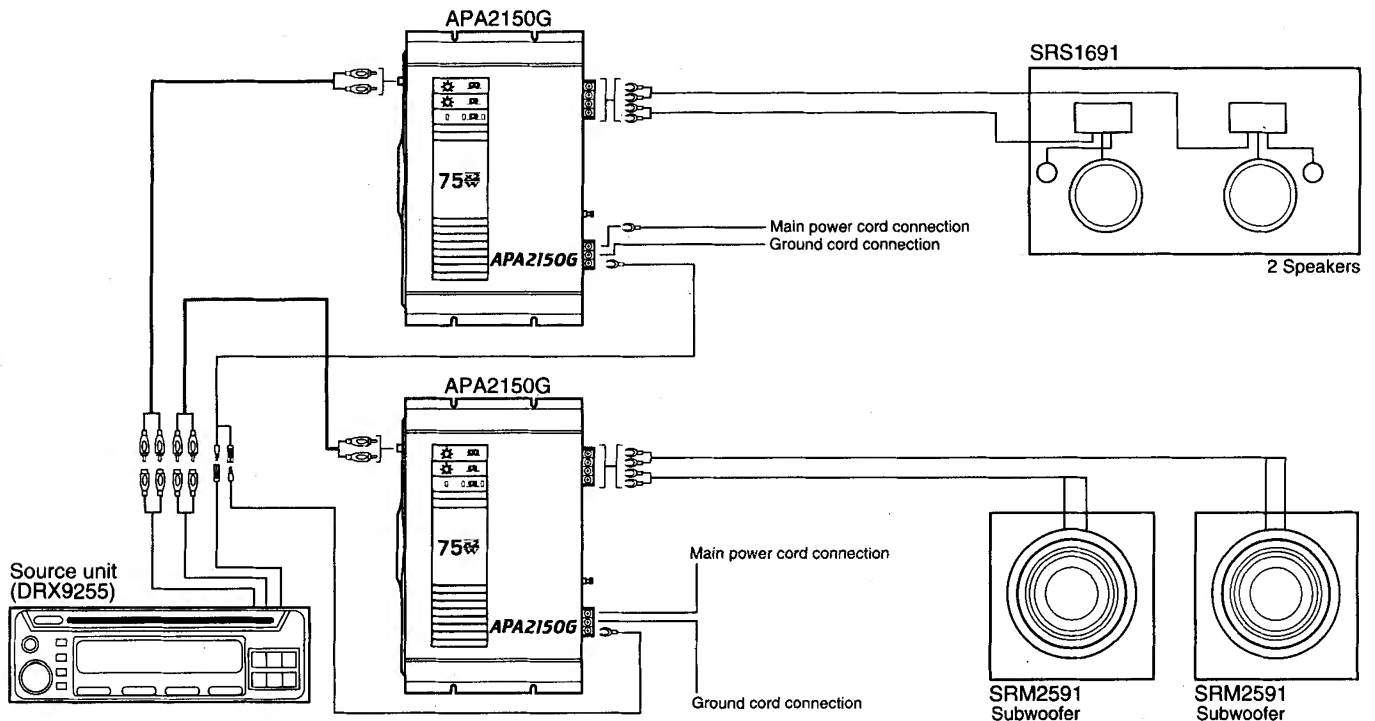 APA2150G
SRS1691
75W
Main power cord connection
Ground cord connection
APA2150G
2 Speakers
APA2150G
75W
Main power cord connection
Source unit
(DRX9255)
APA2150G
Ground cord connection
SRM2591
Subwoofer
SRM2591
Subwoofer